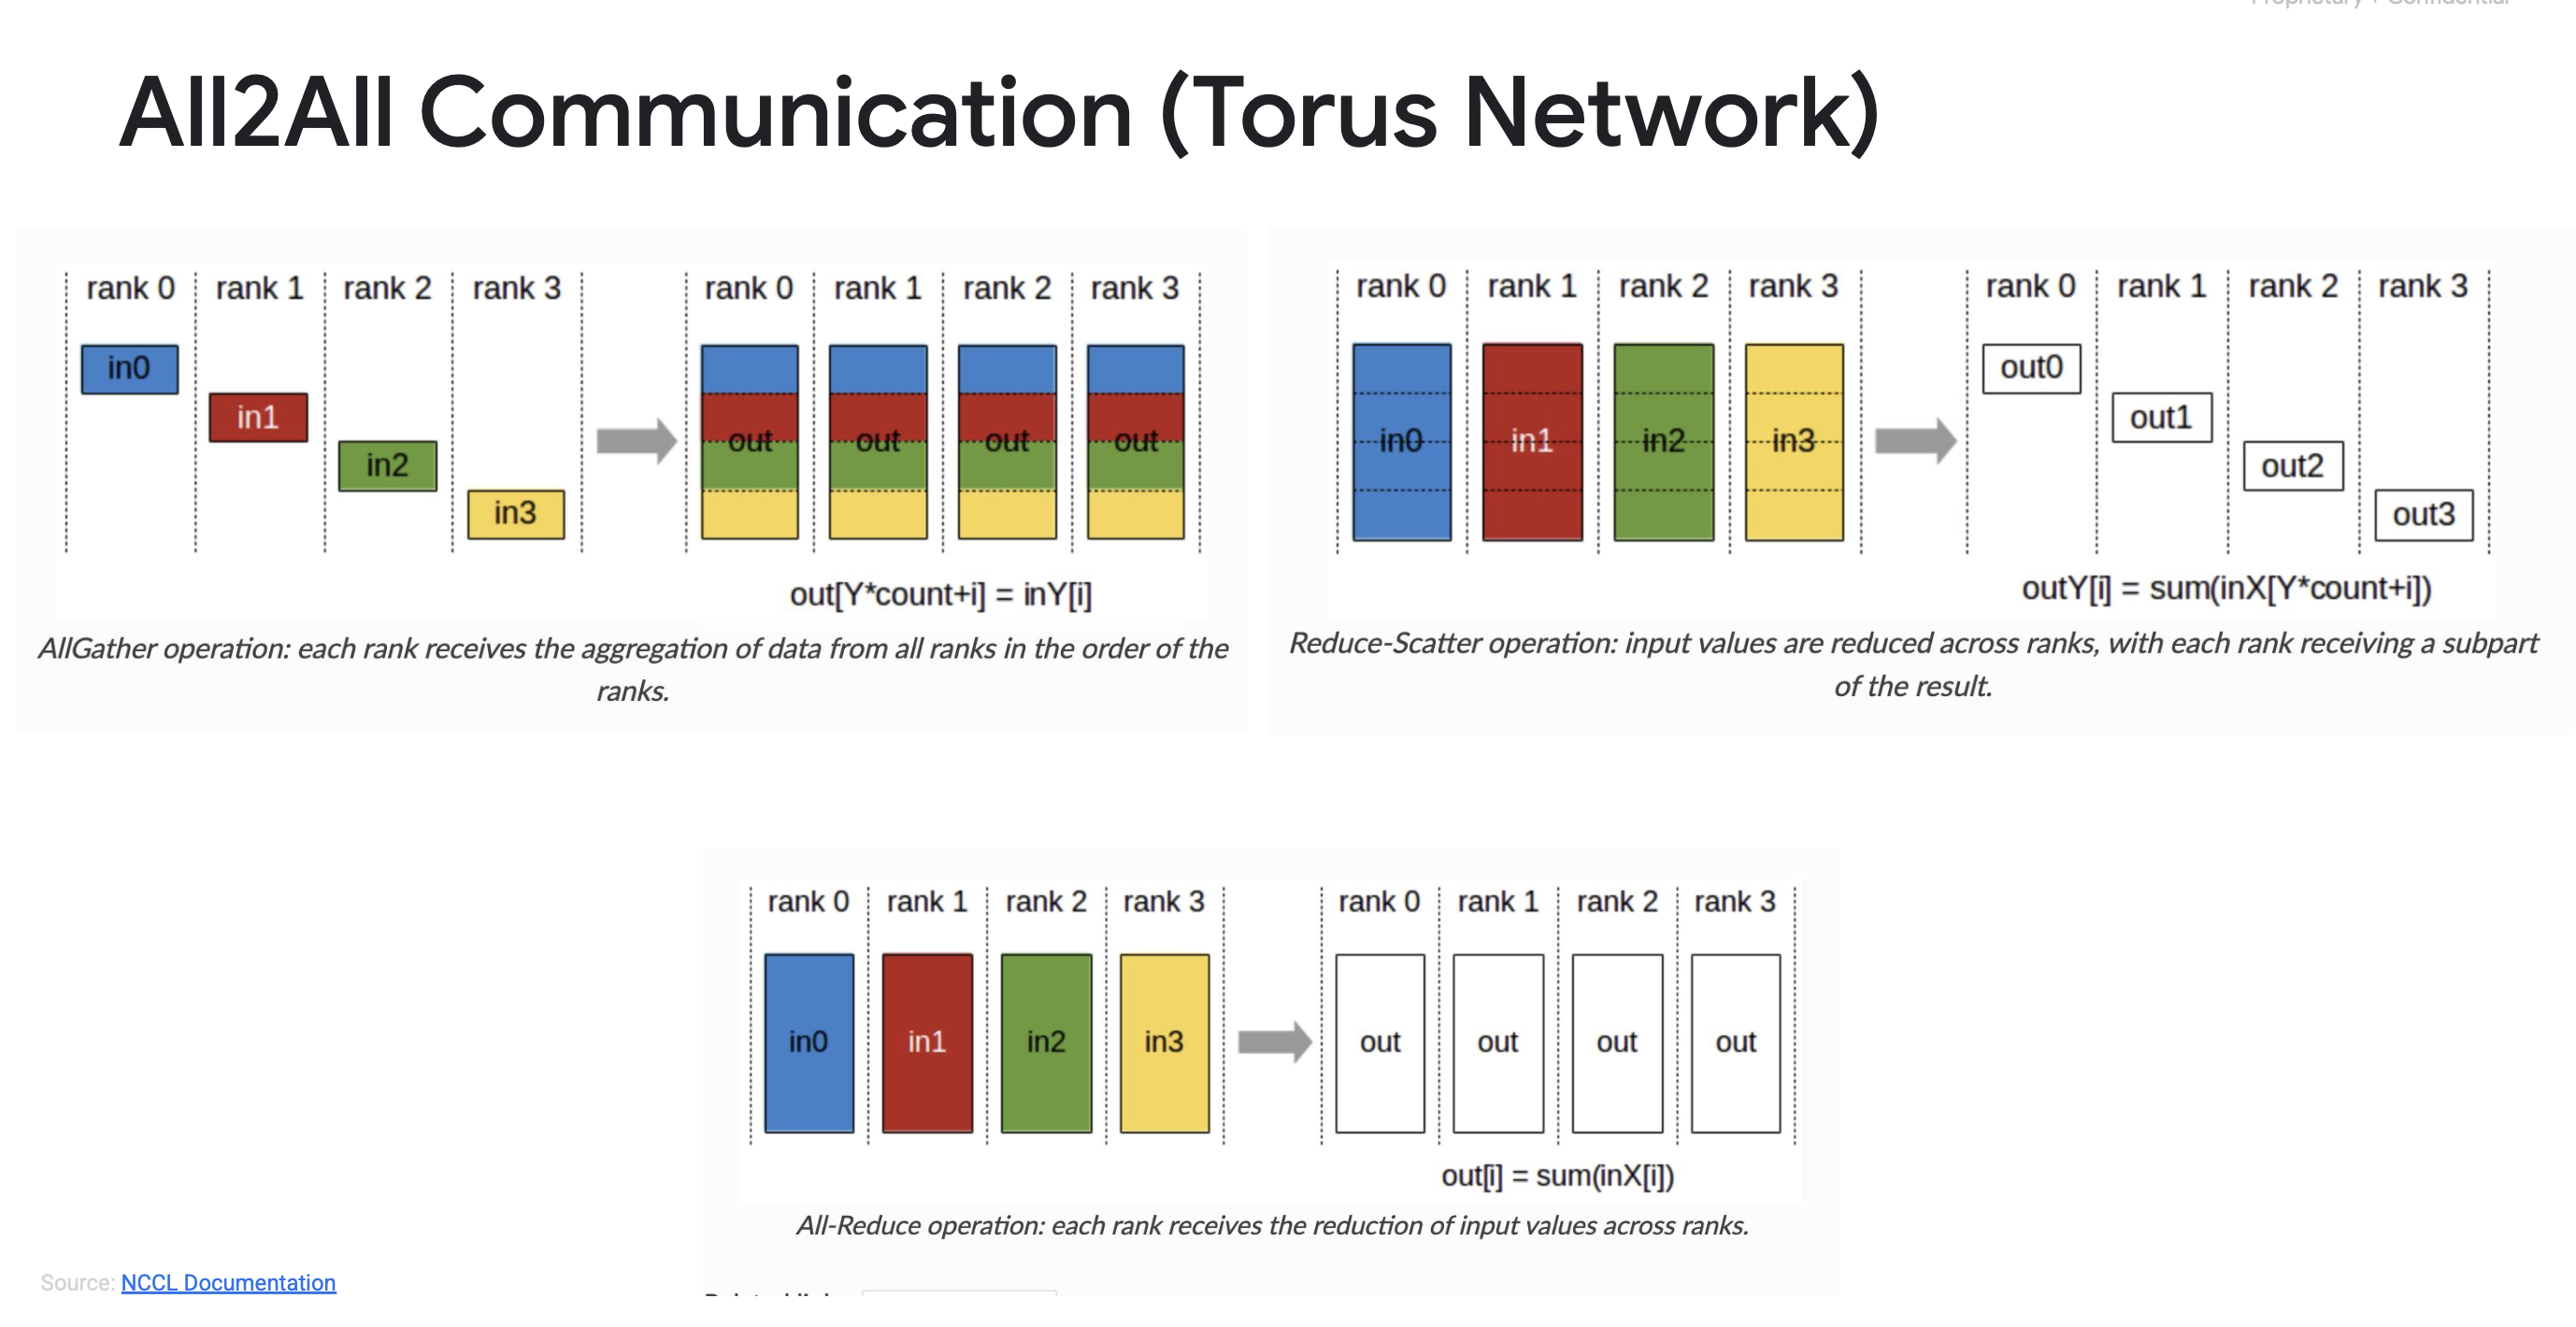 Proprietary + Confidential
All2All Communication (Torus Network)
rank 0 rank 1 rank 2 rank 3 rank 0 rank 1 rank 2 rank 3
in0
in1
in2
in3
out out out out
out[Y*count+i] = inY[i]
AllGather operation: each rank receives the aggregation of data from all ranks in the order of the
ranks.
rank 0 rank 1 rank 2 rank 3 rank 0 rank 1 rank 2 rank 3
in0 in1 in2 in3
out0
out1
out2
out3
outY[i] = sum(inX[Y*count+i])
Reduce-Scatter operation: input values are reduced across ranks, with each rank receiving a subpart
of the result.
rank 0 rank 1 rank 2 rank 3 rank 0 rank 1 rank 2 rank 3
in0 in1 in2 in3 out out out out
out[i] = sum(inX[i])
All-Reduce operation: each rank receives the reduction of input values across ranks.
Source: NCCL Documentation